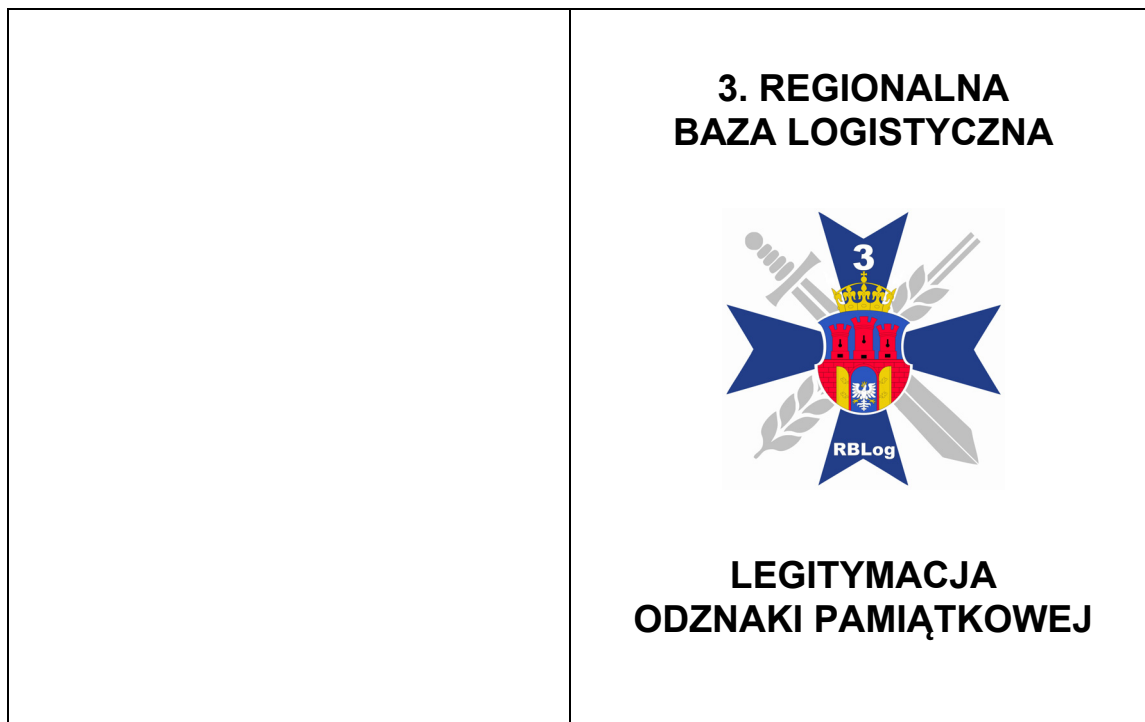 3. REGIONALNA
BAZA LOGISTYCZNA
3
RBLog
LEGITYMACJA
ODZNAKI PAMIĄTKOWEJ